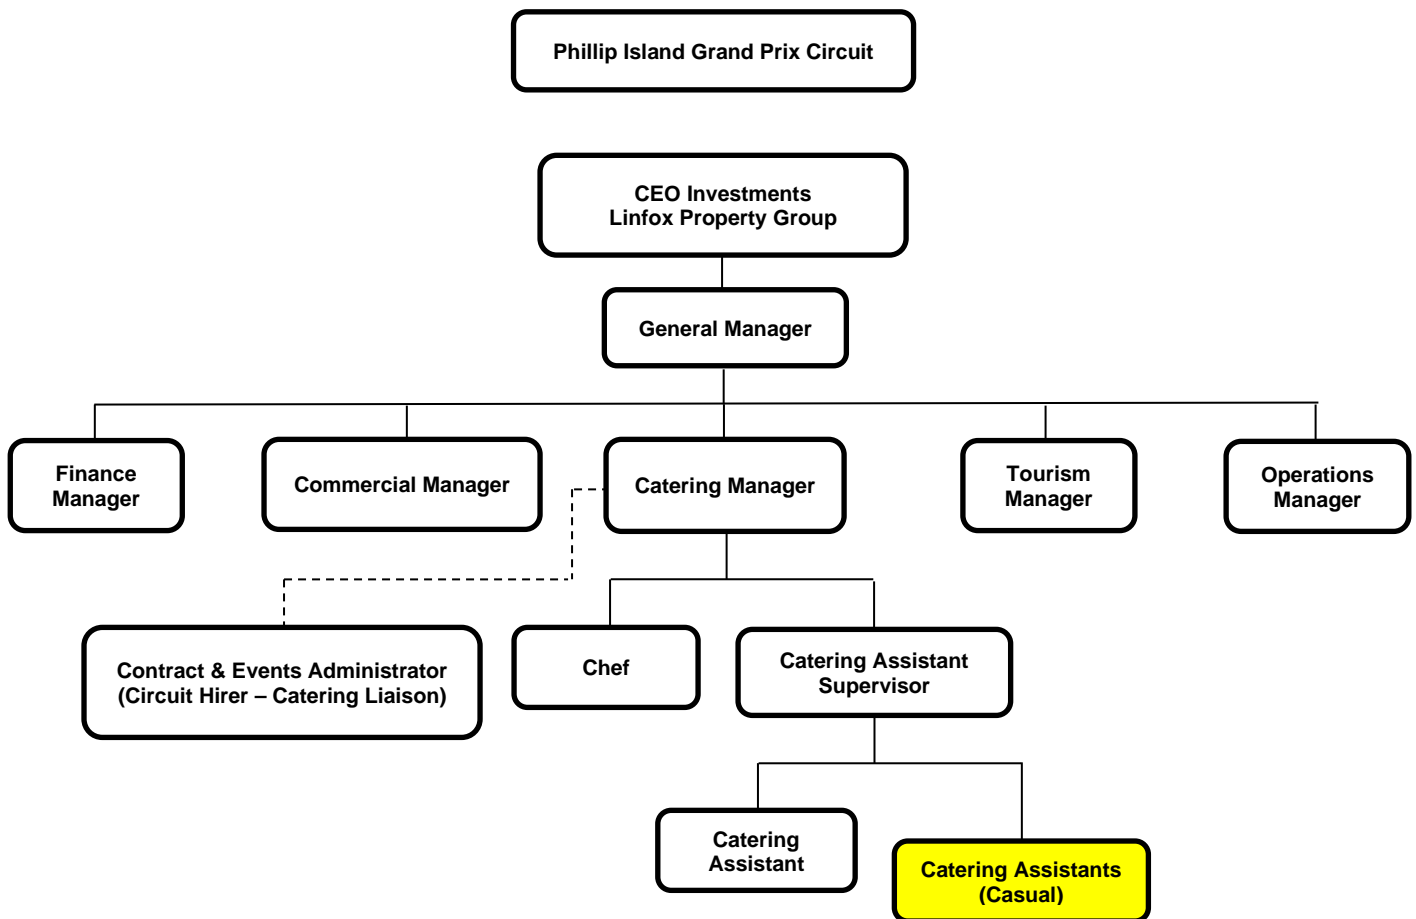 Phillip Island Grand Prix Circuit
CEO Investments
Linfox Property Group
General Manager
Finance
Manager
Commercial Manager
Catering Manager
Tourism
Manager
Operations
Manager
Contract & Events Administrator
(Circuit Hirer – Catering Liaison)
Chef
Catering Assistant
Supervisor
Catering
Assistant
Catering Assistants
(Casual)